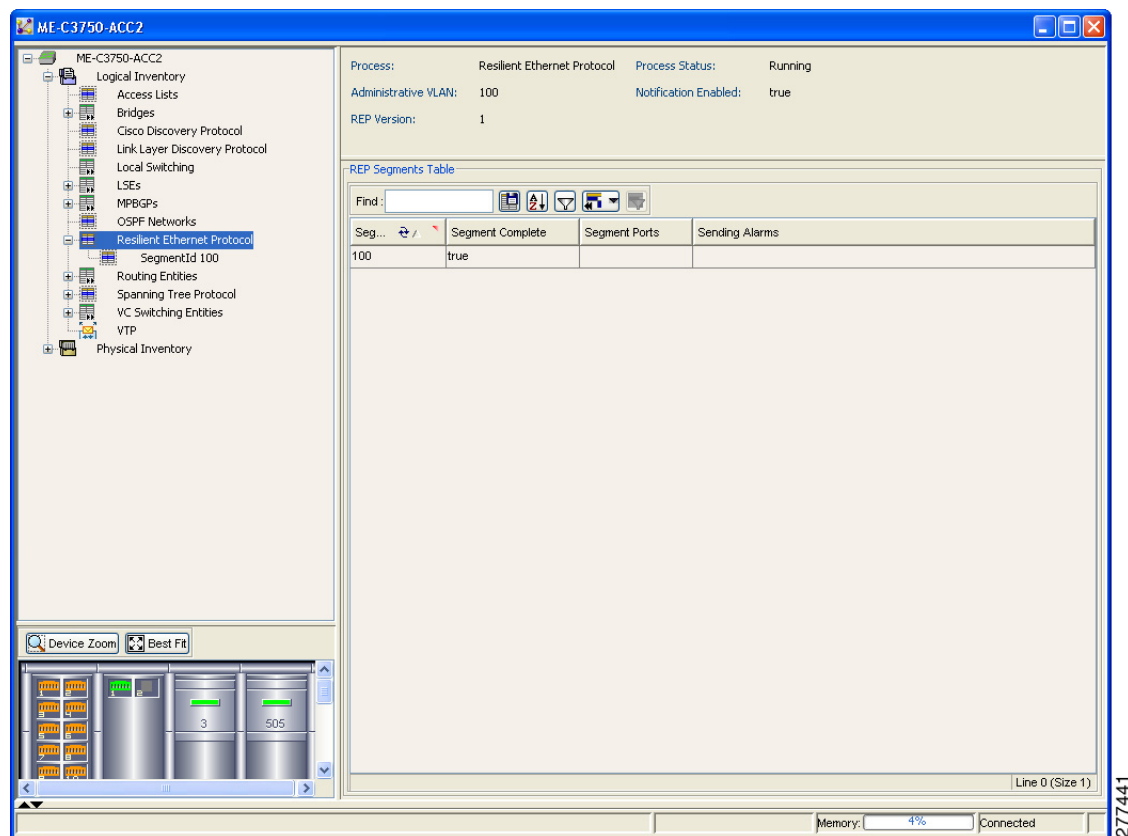 ME-C3750-ACC2
ME-C3750-ACC2
Logical Inventory
Access Lists
Bridges
Cisco Discovery Protocol
Link Layer Discovery Protocol
Local Switching
LSEs
MPBGPs
OSPF Networks
Resilient Ethernet Protocol
SegmentId 100
Routing Entities
Spanning Tree Protocol
VC Switching Entities
VTP
Physical Inventory
Device Zoom Best Fit
1 2
3 4
3 505
Process: Resilient Ethernet Protocol Process Status: Running
Administrative VLAN: 100 Notification Enabled: true
REP Version: 1
REP Segments Table
Find :
Seg... Segment Complete Segment Ports Sending Alarms
100 true
Line 0 (Size 1)
Memory: 4% Connected
277441